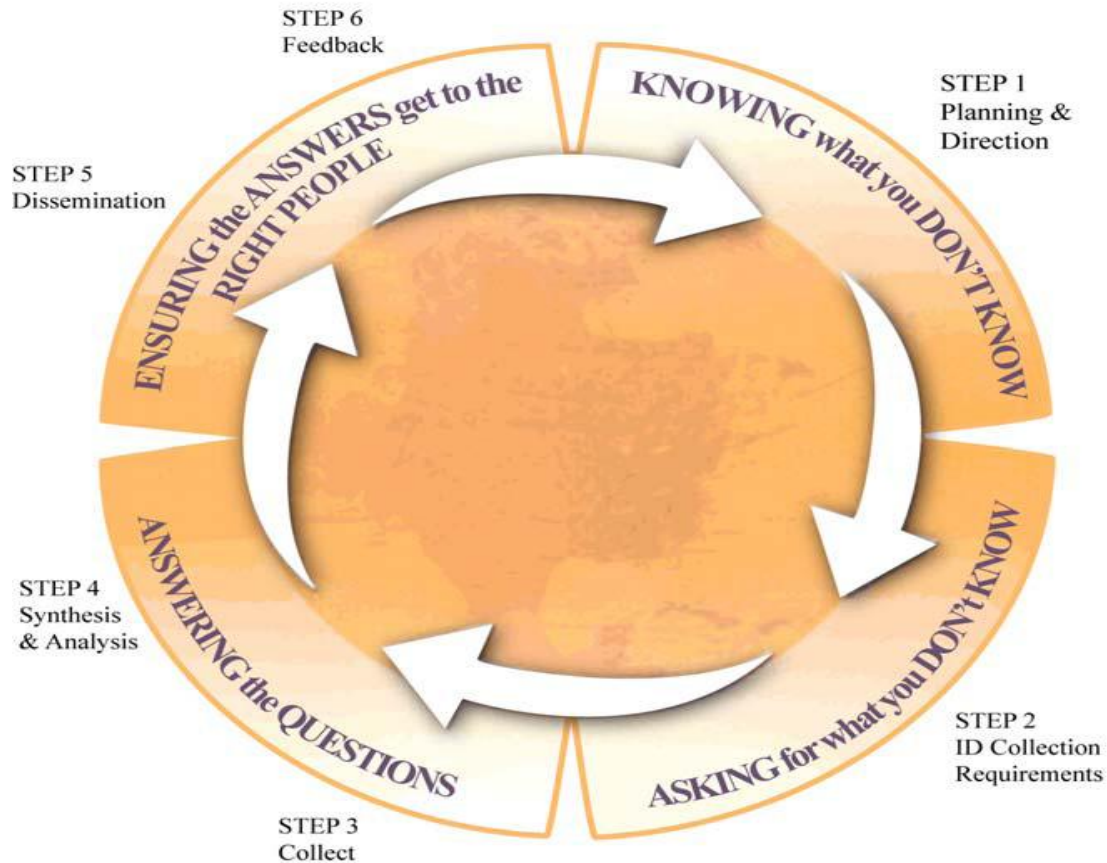 STEP 6
Feedback
KNOWING what you DON'T KNOW
STEP 1
Planning &
Direction
ASKING for what you DON't KNOW
STEP 2
ID Collection
Requirements
ANSWERING the QUESTIONS
STEP 3
Collect
STEP 4
Synthesis
& Analysis
ENSURING the ANSWERS get to the
RIGHT PEOPLE
STEP 5
Dissemination